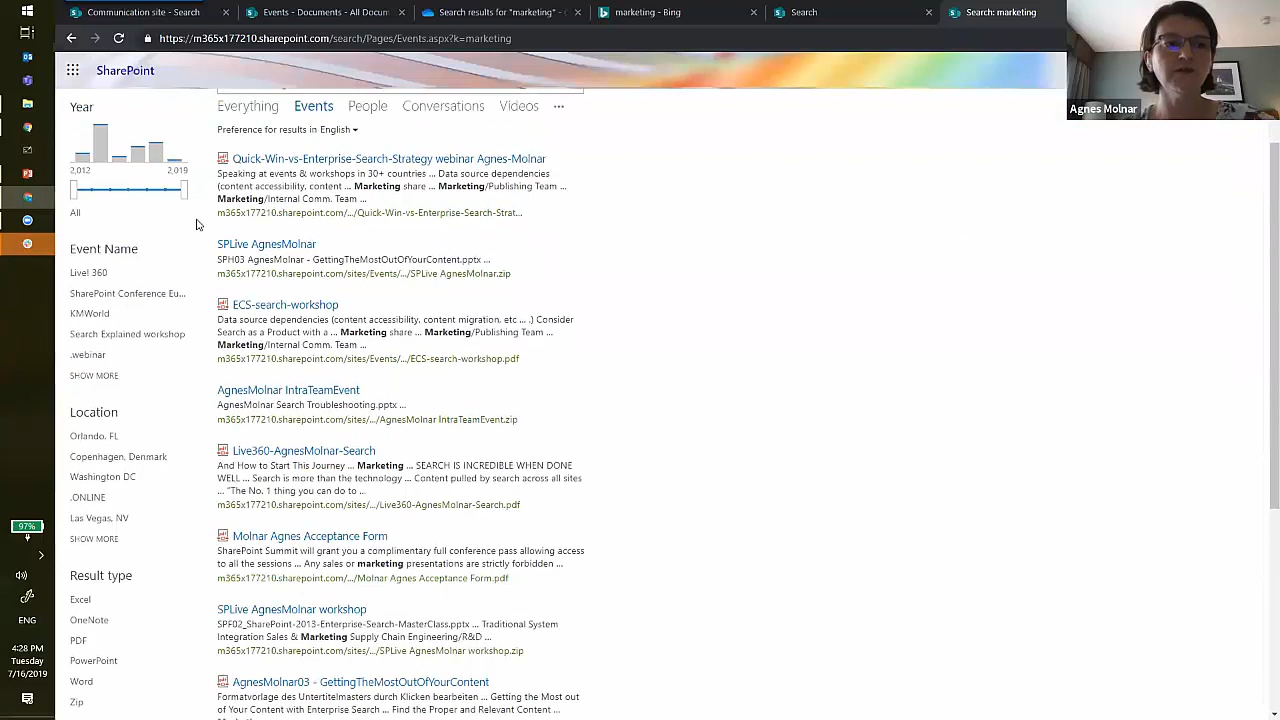 Communication site - Search
Events - Documents - All Docun
Search results for "marketing" -
marketing - Bing
Search
Search: marketing
https://m365x177210.sharepoint.com/search/Pages/Events.aspx?k=marketing
SharePoint
Agnes Molnar
Year
2,012
2,019
All
Event Name
Live! 360
SharePoint Conference Eu...
KMWorld
Search Explained workshop
.webinar
SHOW MORE
Location
Orlando, FL
Copenhagen, Denmark
Washington DC
.ONLINE
Las Vegas, NV
SHOW MORE
Result type
Excel
OneNote
PDF
PowerPoint
Word
Zip
Everything Events People Conversations Videos ...
Preference for results in English
Quick-Win-vs-Enterprise-Search-Strategy webinar Agnes-Molnar
Speaking at events & workshops in 30+ countries ... Data source dependencies
(content accessibility, content ... Marketing share ... Marketing/Publishing Team ...
Marketing/Internal Comm. Team ...
m365x177210.sharepoint.com/.../Quick-Win-vs-Enterprise-Search-Strat...
SPLive AgnesMolnar
SPH03 AgnesMolnar - GettingTheMostOutOfYourContent.pptx ...
m365x177210.sharepoint.com/sites/Events/.../SPLive AgnesMolnar.zip
ECS-search-workshop
Data source dependencies (content accessibility, content migration, etc ... .) Consider
Search as a Product with a ... Marketing share ... Marketing/Publishing Team ...
Marketing/Internal Comm. Team ...
m365x177210.sharepoint.com/sites/Events/.../ECS-search-workshop.pdf
AgnesMolnar IntraTeamEvent
AgnesMolnar Search Troubleshooting.pptx ...
m365x177210.sharepoint.com/sites/.../AgnesMolnar IntraTeamEvent.zip
Live360-AgnesMolnar-Search
And How to Start This Journey ... Marketing ... SEARCH IS INCREDIBLE WHEN DONE
WELL ... Search is more than the technology ... Content pulled by search across all sites
... "The No. 1 thing you can do to ...
m365x177210.sharepoint.com/sites/.../Live360-AgnesMolnar-Search.pdf
Molnar Agnes Acceptance Form
SharePoint Summit will grant you a complimentary full conference pass allowing access
to all the sessions ... Any sales or marketing presentations are strictly forbidden ...
m365x177210.sharepoint.com/.../Molnar Agnes Acceptance Form.pdf
SPLive AgnesMolnar workshop
SPF02_SharePoint-2013-Enterprise-Search-MasterClass.pptx ... Traditional System
Integration Sales & Marketing Supply Chain Engineering/R&D ...
m365x177210.sharepoint.com/.../SPLive AgnesMolnar workshop.zip
AgnesMolnar03 - GettingTheMostOutOfYourContent
Formatvorlage des Untertitelmasters durch Klicken bearbeiten ... Getting the Most out
of Your Content with Enterprise Search ... Find the Proper and Relevant Content ...
97%
ENG
4:28 PM
Tuesday
7/16/2019